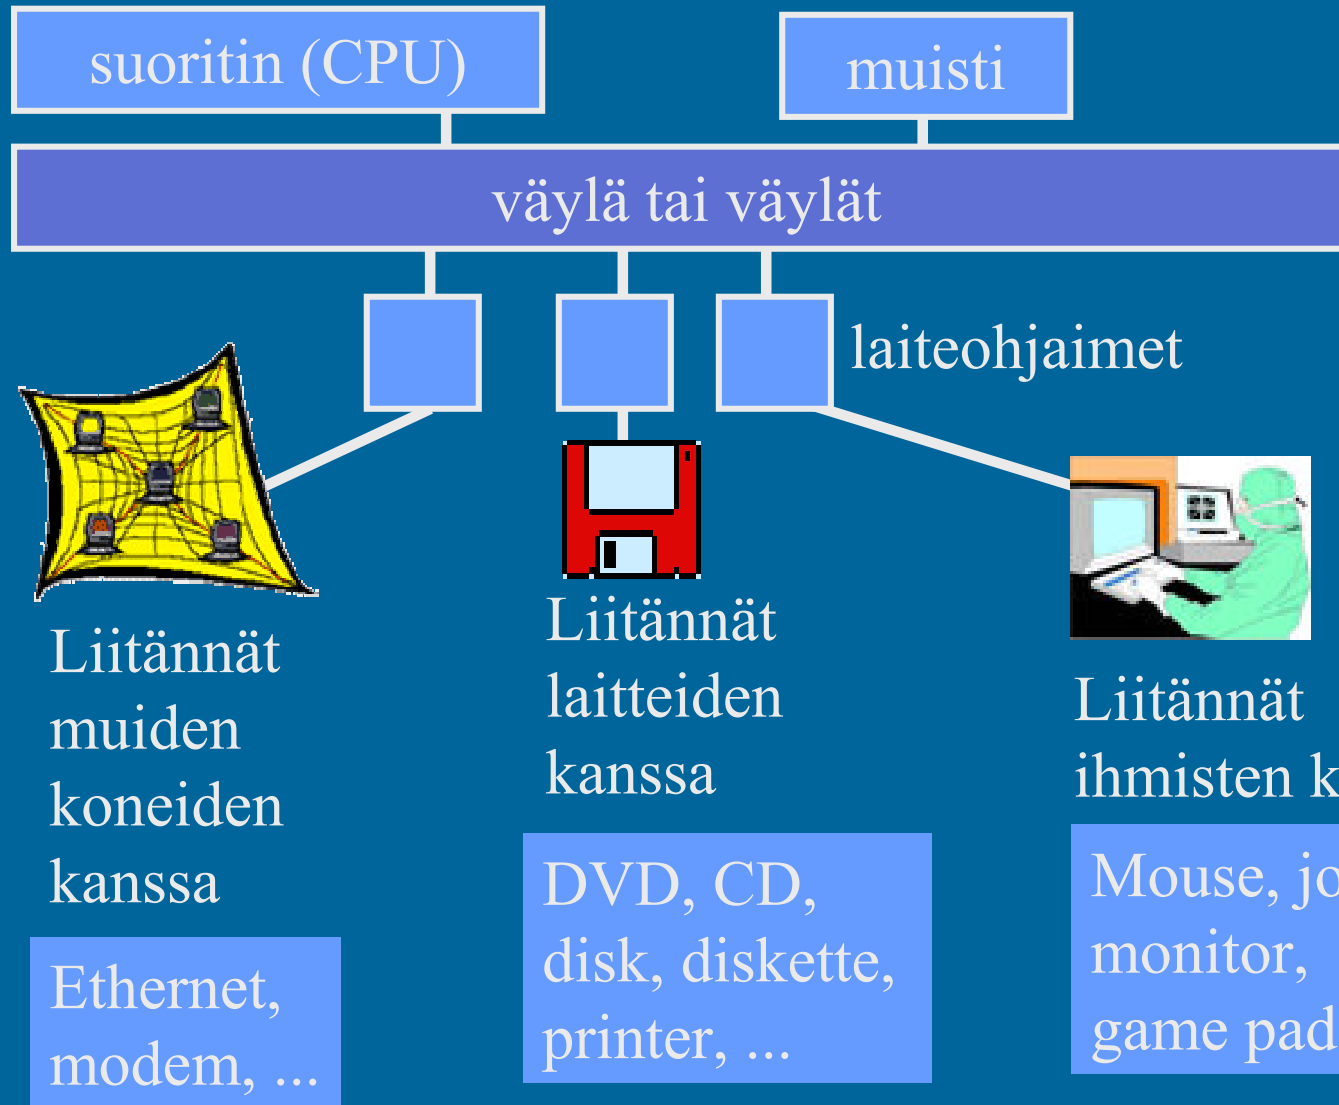 suoritin (CPU)
muisti
väylä tai väylät
laiteohjaimet
Liitännät
muiden
koneiden
kanssa
Ethernet,
modem, ...
Liitännät
laitteiden
kanssa
DVD, CD,
disk, diskette,
printer, ...
Liitännät
ihmisten
Mouse,
monitor,
game pad